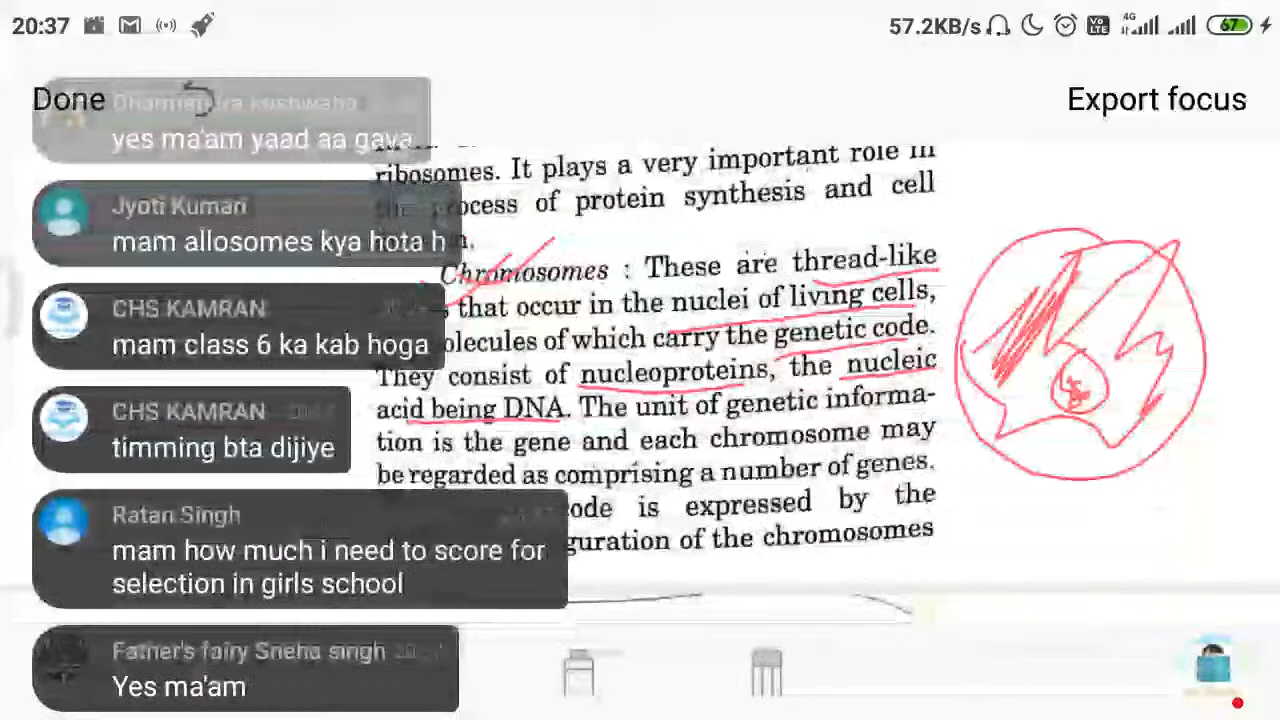 20:37
57.2KB/s
4G
Vo
LTE
67
Done
Export focus
kushwaha
yes ma'am yaad aa gaya
Jyoti Kumari
mam allosomes kya hota h
CHS KAMRAN
mam class 6 ka kab hoga
CHS KAMRAN
timming bta dijiye
Ratan Singh
mam how much i need to score for
selection in girls school
Father's fairy Sneha singh
Yes ma'am
ribosomes. It plays a very important role in
process of protein synthesis and cell
Chromosomes : These are thread-like
that occur in the nuclei of living cells,
of which carry the genetic code.
They consist of nucleoproteins, the nucleic
acid being DNA. The unit of genetic informa-
tion is the gene and each chromosome may
be regarded as comprising a number of genes.
is expressed by the
of the chromosomes